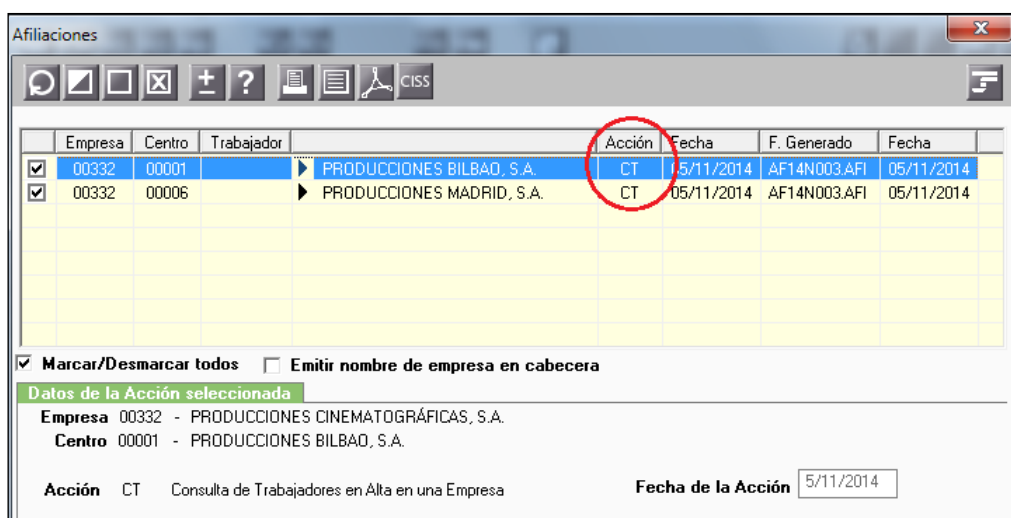 Afiliaciones
CISS
Empresa Centro Trabajador Acción Fecha F. Generado Fecha
00332 00001 PRODUCCIONES BILBAO, S.A. CT 05/11/2014 AF14N003.AFI 05/11/2014
00332 00006 PRODUCCIONES MADRID, S.A. CT 05/11/2014 AF14N003.AFI 05/11/2014
Marcar/Desmarcar todos Emitir nombre de empresa en cabecera
Datos de la Acción seleccionada
Empresa 00332 - PRODUCCIONES CINEMATOGRÁFICAS, S.A.
Centro 00001 - PRODUCCIONES BILBAO, S.A.
Acción CT Consulta de Trabajadores en Alta en una Empresa Fecha de la Acción 5/11/2014